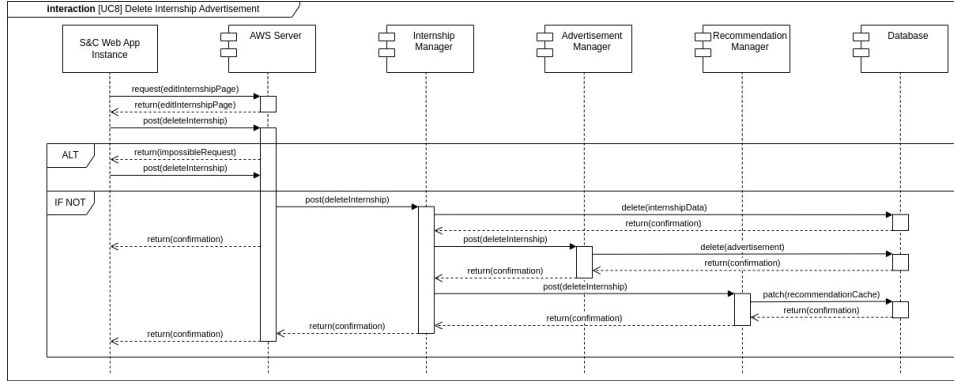 interaction [UC8] Delete Internship Advertisement
S&C Web App
Instance
AWS Server
Internship
Manager
Advertisement
Manager
Recommendation
Manager
Database
request(editInternshipPage)
return(editInternshipPage)
post(deleteInternship)
ALT
return(impossibleRequest)
post(deleteInternship)
IF NOT
post(deleteInternship)
delete(internshipData)
return(confirmation)
return(confirmation)
post(deleteInternship)
delete(advertisement)
return(confirmation)
return(confirmation)
post(deleteInternship)
patch(recommendationCache)
return(confirmation)
return(confirmation)
return(confirmation)
return(confirmation)